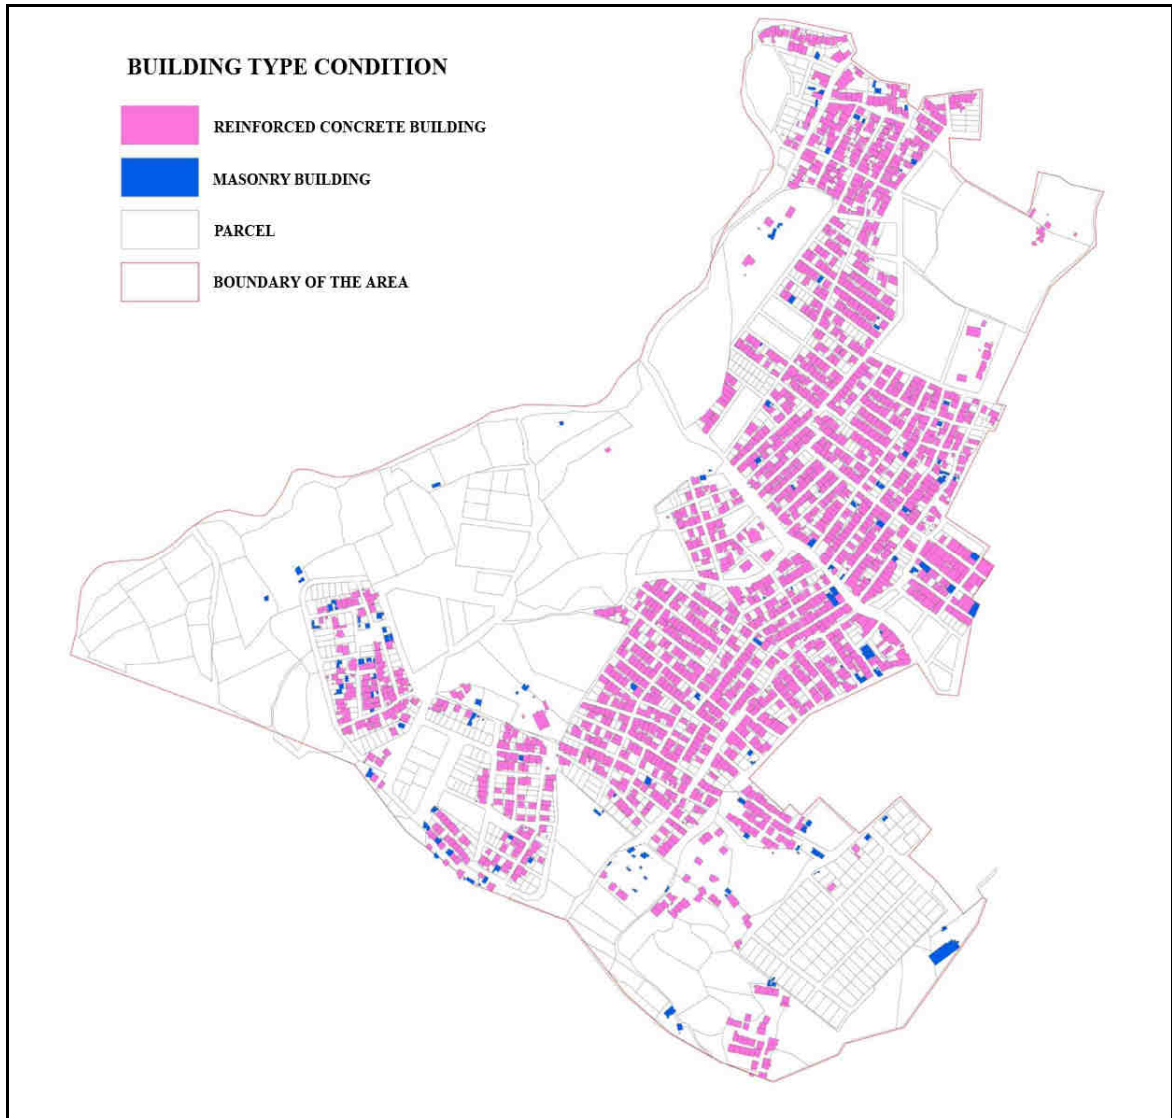 BUILDING TYPE CONDITION
REINFORCED CONCRETE BUILDING
MASONRY BUILDING
PARCEL
BOUNDARY OF THE AREA